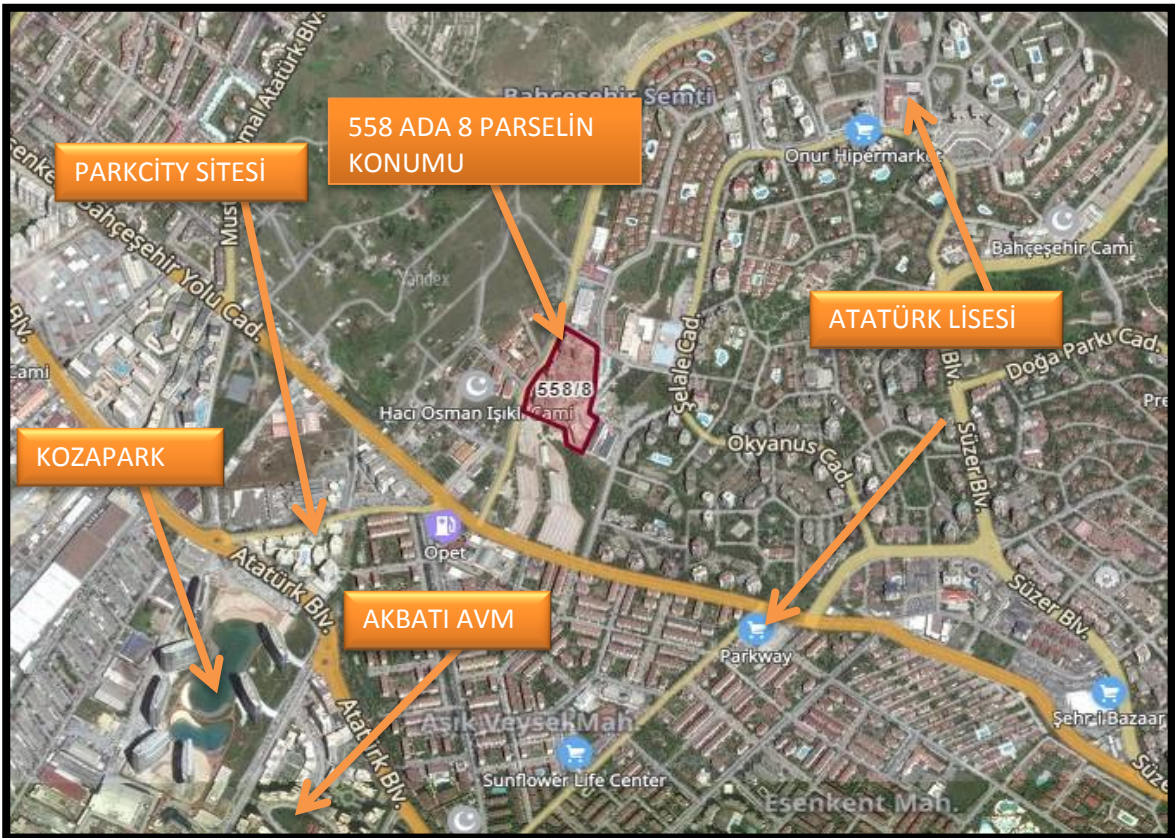 558 ADA 8 PARSELİN
KONUMU
PARKCİTY SİTESİ
Bahçeşehir Semti
Onur Hipermarket
Bahçeşehir Cami
ATATÜRK LİSESİ
Bahçeşehir Yolu Cad.
Yandex
558/8
Hacı Osman Işıklı Cami
Şelale Cad.
Okyanus Cad.
Doğa Parkı Cad.
Blv.
Süzer Blv.
Blv.
Cami
KOZAPARK
Opet
Atatürk Blv.
AKBATI AVM
Parkway
Süzer Blv.
Şehr-i Bazaar
Atatürk Blv.
Aşık Veysel Mah.
Sunflower Life Center
Esenkent Mah.